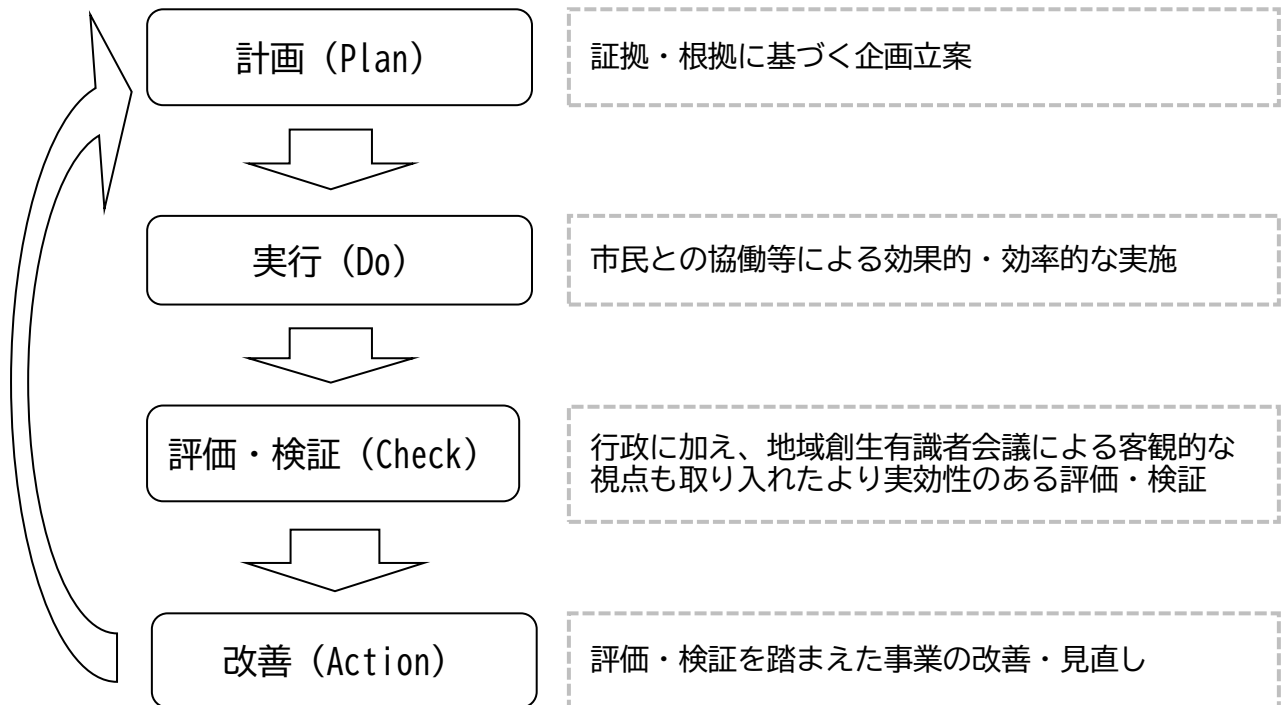 計画（Plan）
証拠・根拠に基づく企画立案
実行（Do）
市民との協働等による効果的・効率的な実施
評価・検証（Check）
行政に加え、地域創生有識者会議による客観的な
視点も取り入れたより実効性のある評価・検証
改善（Action）
評価・検証を踏まえた事業の改善・見直し